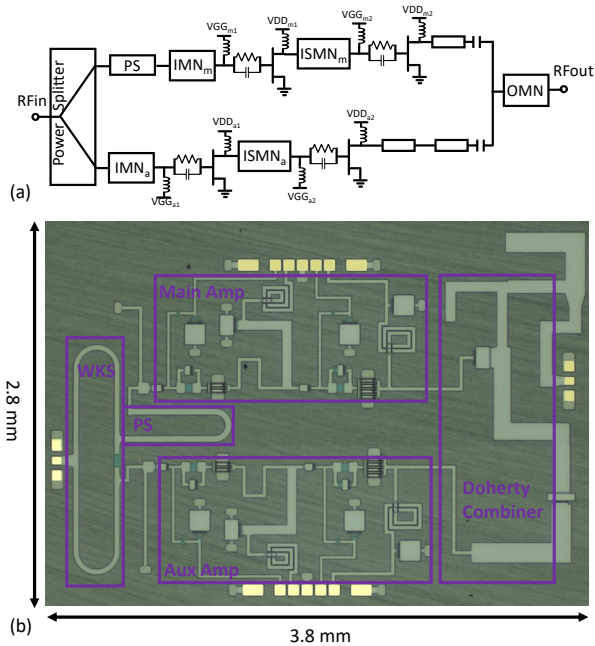 VDDm1
VDDm2
VGGm1
VGGm2
PS
IMNm
ISMNm
RFin
Power Splitter
RFout
OMN
VDDa1
VDDa2
IMNa
ISMNa
VGGa1
VGGa2
(a)
Main Amp
WKS
PS
Doherty
Combiner
Aux Amp
2.8 mm
3.8 mm
(b)